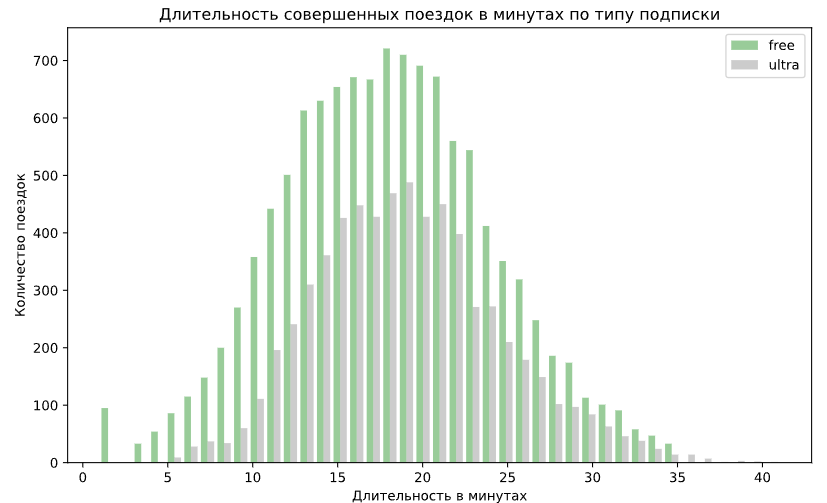 Длительность совершенных поездок в минутах по типу подписки
free
ultra
Количество поездок
700
600
500
400
300
200
100
0
0 5 10 15 20 25 30 35 40
Длительность в минутах